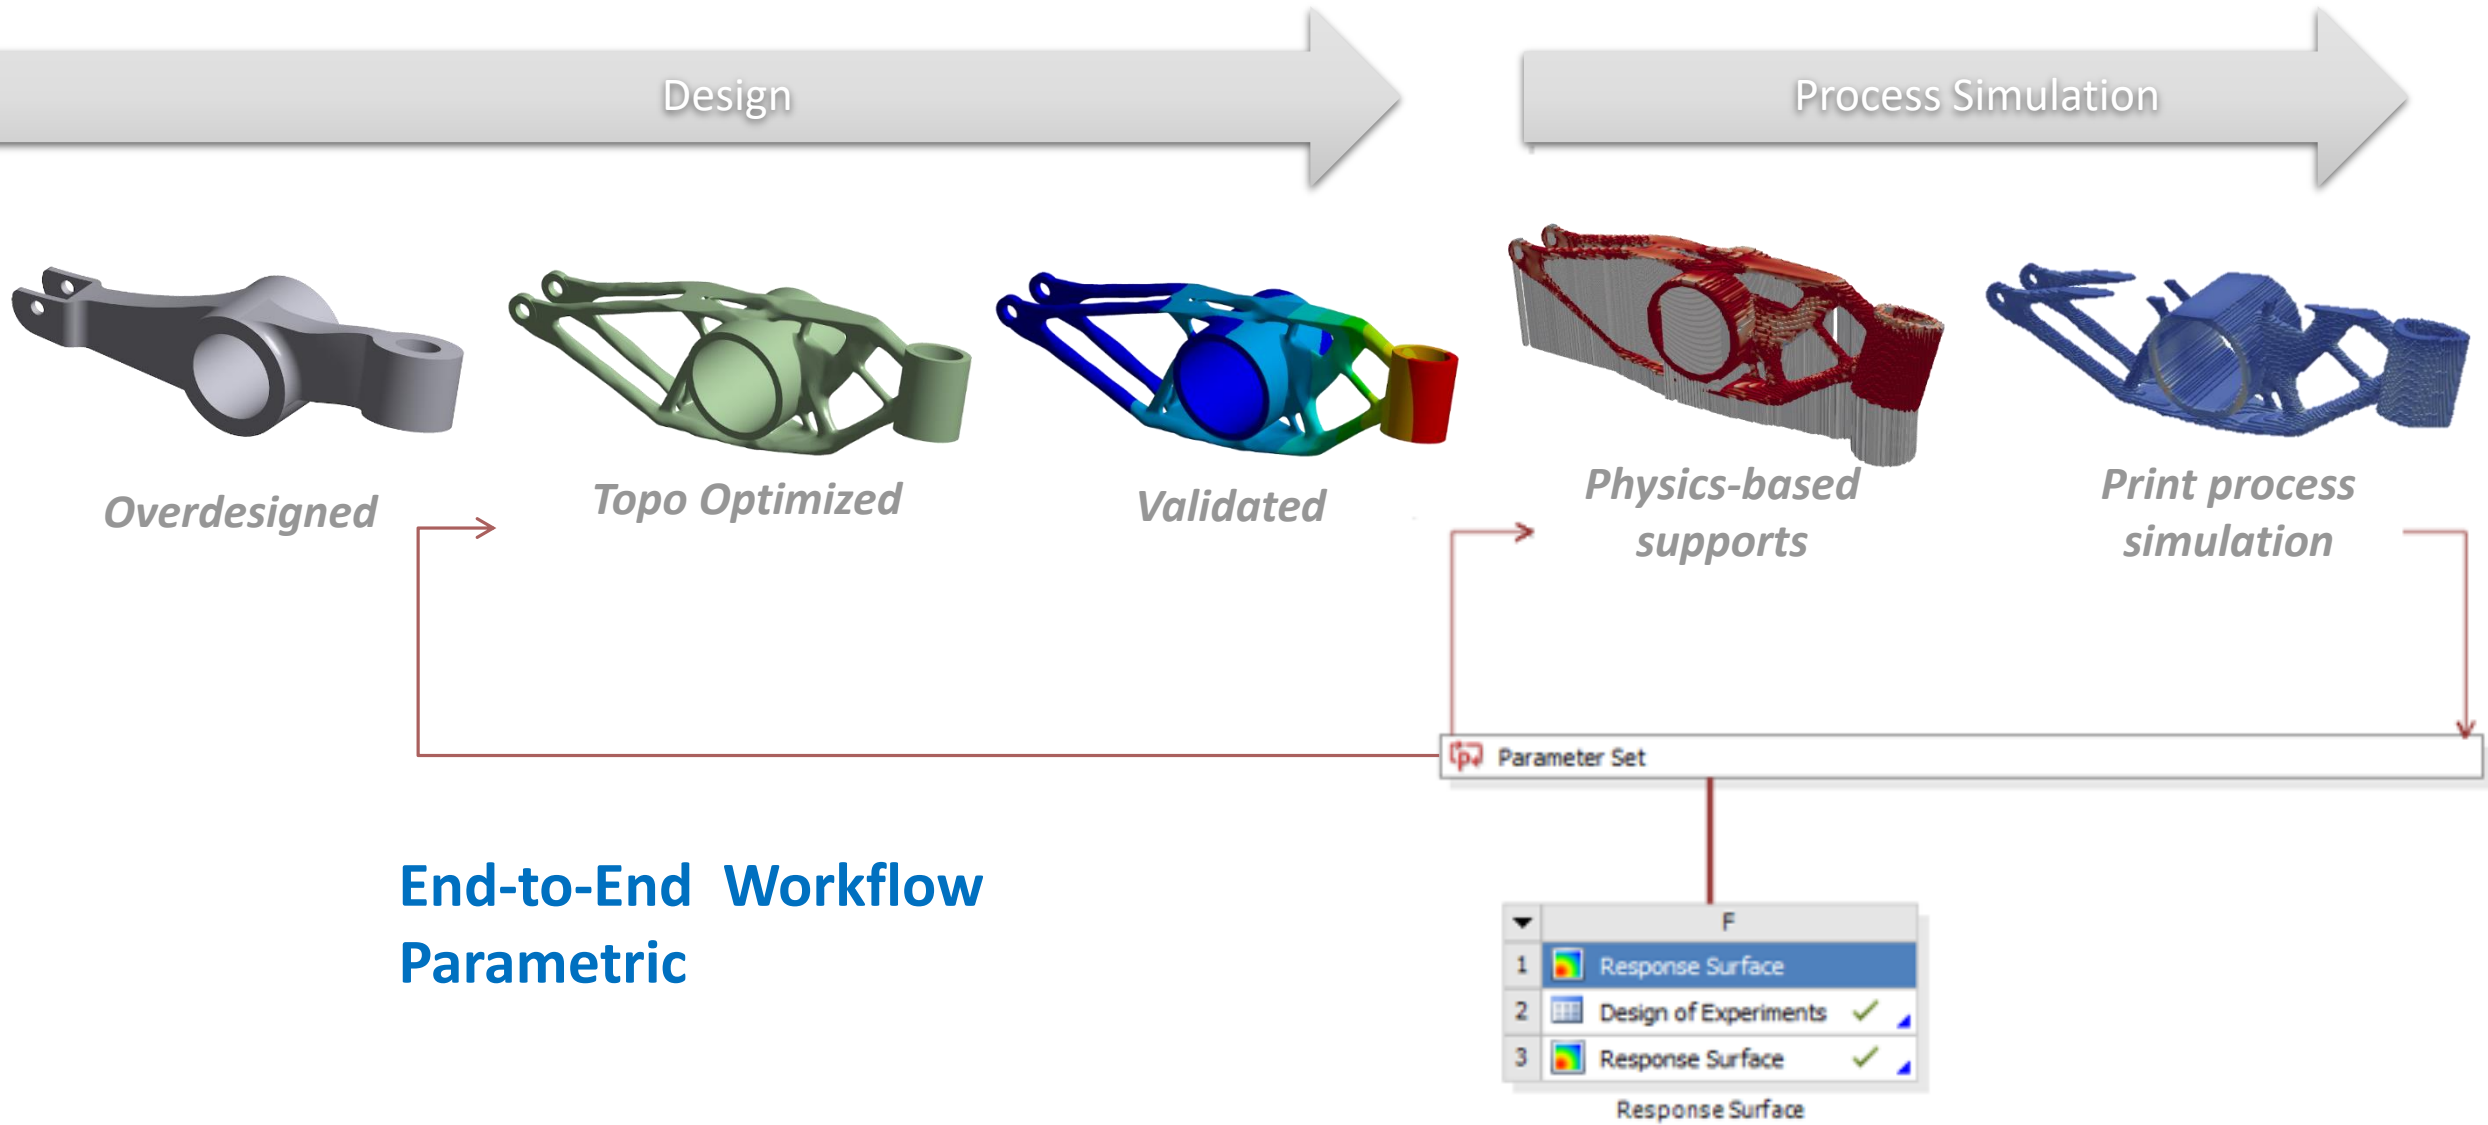 Design
Process Simulation
Overdesigned
Topo Optimized
Validated
Physics-based
supports
Print process
simulation
Parameter Set
End-to-End Workflow
Parametric
F
1 Response Surface
2 Design of Experiments
3 Response Surface
Response Surface